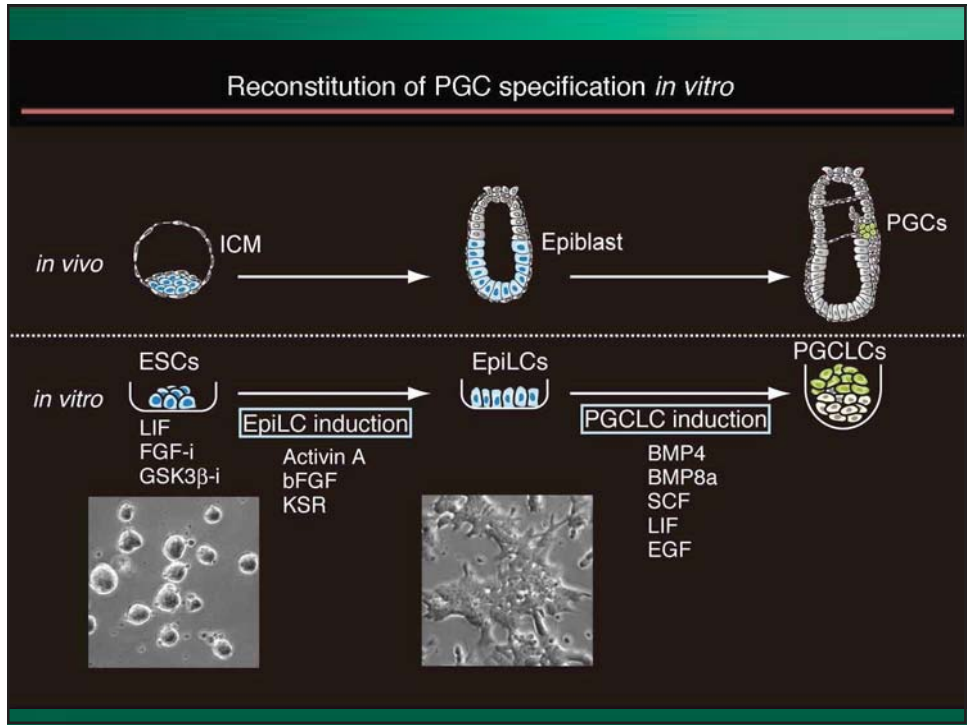 Reconstitution of PGC specification in vitro
in vivo
ICM
Epiblast
PGCs
in vitro
ESCs
EpiLCs
PGCLCs
LIF
FGF-i
GSK3β-i
EpiLC induction
Activin A
bFGF
KSR
PGCLC induction
BMP4
BMP8a
SCF
LIF
EGF